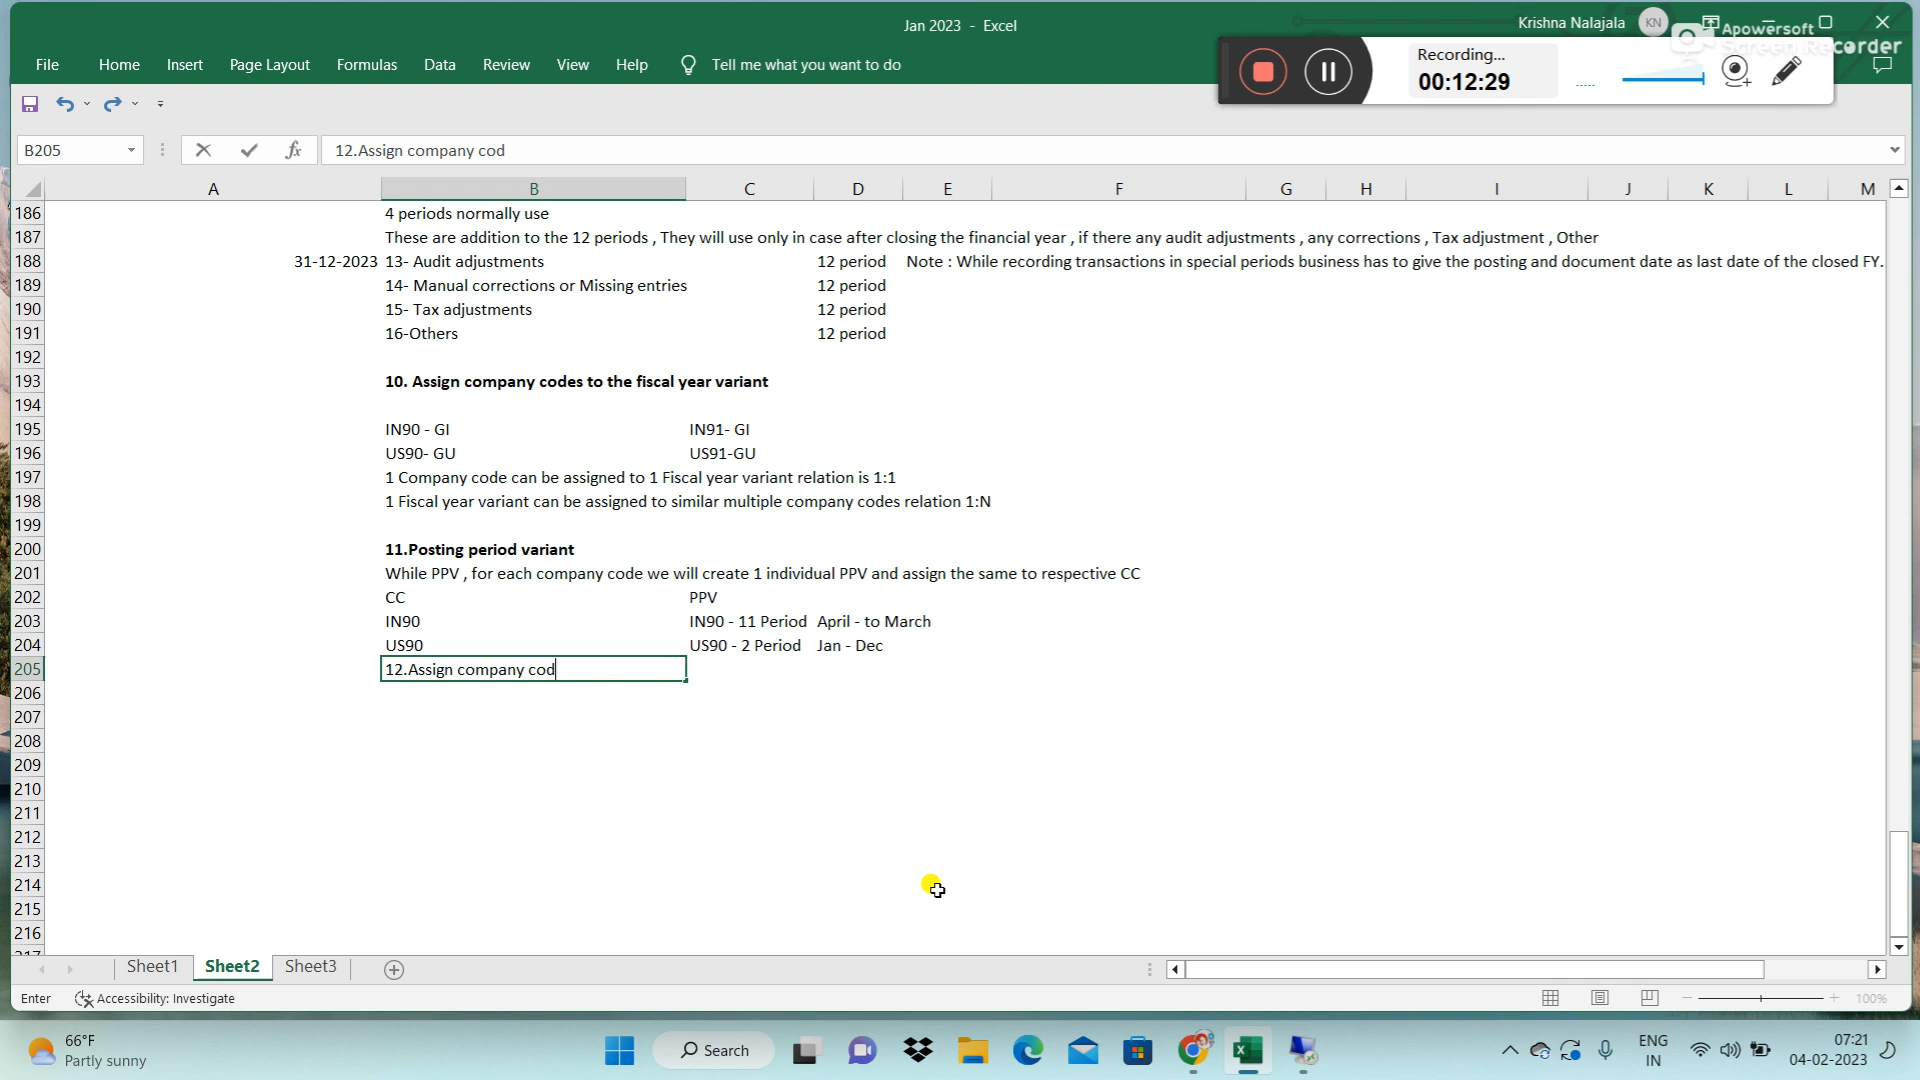 Jan 2023 - Excel
Krishna Nalajala KN
Apowersoft
Screen Recorder
File Home Insert Page Layout Formulas Data Review View Help Tell me what you want to do
Recording...
00:12:29
B205 fx 12.Assign company cod
A B C D E F G H I J K L M
186 4 periods normally use
187 These are addition to the 12 periods , They will use only in case after closing the financial year , if there any audit adjustments , any corrections , Tax adjustment , Other
188 31-12-2023 13- Audit adjustments 12 period Note : While recording transactions in special periods business has to give the posting and document date as last date of the closed FY.
189 14- Manual corrections or Missing entries 12 period
190 15- Tax adjustments 12 period
191 16-Others 12 period
192
193 10. Assign company codes to the fiscal year variant
194
195 IN90 - GI IN91- GI
196 US90- GU US91-GU
197 1 Company code can be assigned to 1 Fiscal year variant relation is 1:1
198 1 Fiscal year variant can be assigned to similar multiple company codes relation 1:N
199
200 11.Posting period variant
201 While PPV , for each company code we will create 1 individual PPV and assign the same to respective CC
202 CC PPV
203 IN90 IN90 - 11 Period April - to March
204 US90 US90 - 2 Period Jan - Dec
205 12.Assign company cod
206
207
208
209
210
211
212
213
214
215
216
217
Sheet1 Sheet2 Sheet3
Enter Accessibility: Investigate 100%
66°F
Partly sunny
Search
ENG
IN
07:21
04-02-2023